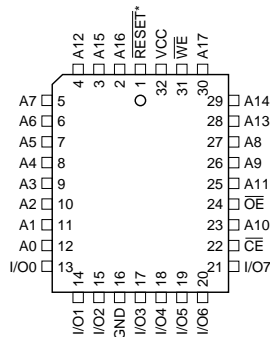 A12
A15
A16
RESET*
VCC
WE
A17
4
3
2
1
32
31
30
A7 5
A6 6
A5 7
A4 8
A3 9
A2 10
A1 11
A0 12
I/O0 13
29 A14
28 A13
27 A8
26 A9
25 A11
24 OE
23 A10
22 CE
21 I/O7
14
15
16
17
18
19
20
I/O1
I/O2
GND
I/O3
I/O4
I/O5
I/O6